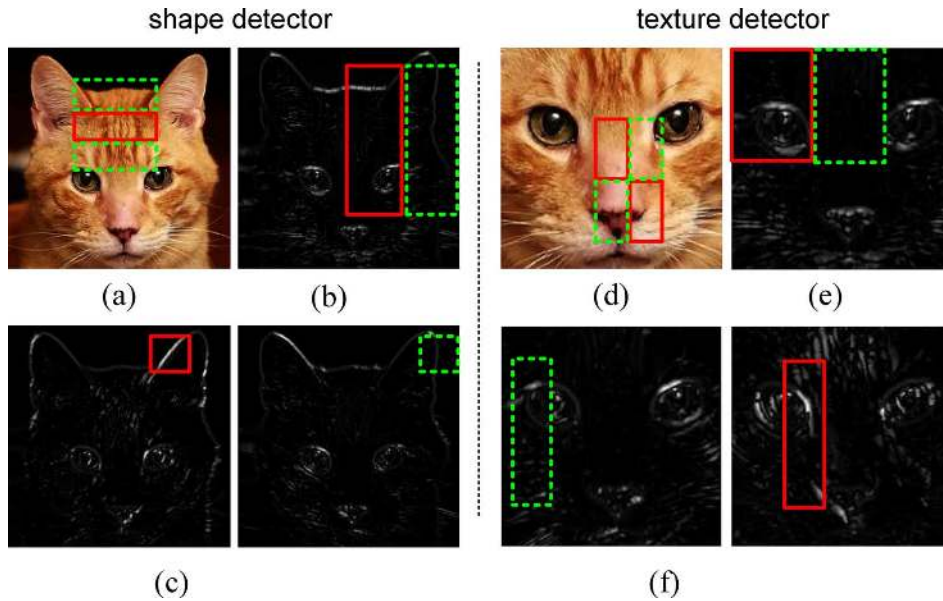 shape detector
texture detector
(a)
(b)
(d)
(e)
(c)
(f)